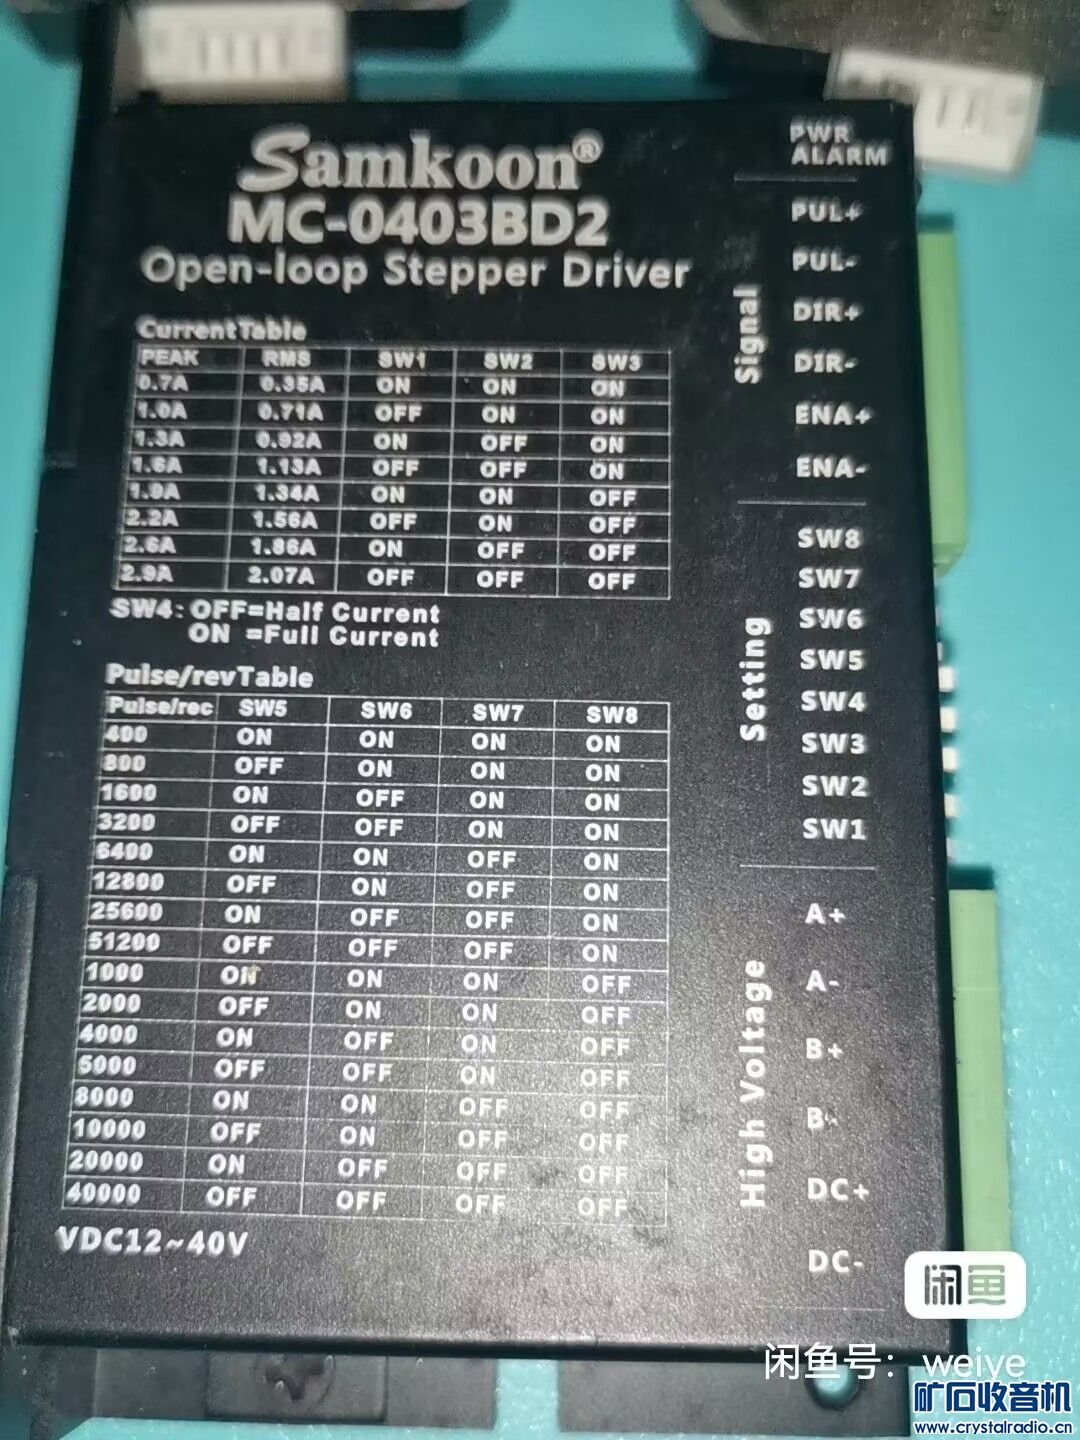 Samkoon®
MC-0403BD2
Open-loop Stepper Driver
CurrentTable
PEAK RMS SW1 SW2 SW3
0.7A 0.35A ON ON ON
1.0A 0.71A OFF ON ON
1.3A 0.92A ON OFF ON
1.6A 1.13A OFF OFF ON
1.9A 1.34A ON ON OFF
2.2A 1.56A OFF ON OFF
2.6A 1.86A ON OFF OFF
2.9A 2.07A OFF OFF OFF
SW4: OFF=Half Current
ON =Full Current
Pulse/revTable
Pulse/rec SW5 SW6 SW7 SW8
400 ON ON ON ON
800 OFF ON ON ON
1600 ON OFF ON ON
3200 OFF OFF ON ON
6400 ON ON OFF ON
12800 OFF ON OFF ON
25600 ON OFF OFF ON
51200 OFF OFF OFF ON
1000 ON ON ON OFF
2000 OFF ON ON OFF
4000 ON OFF ON OFF
5000 OFF OFF ON OFF
8000 ON ON OFF OFF
10000 OFF ON OFF OFF
20000 ON OFF OFF OFF
40000 OFF OFF OFF OFF
VDC12~40V
PWR
ALARM
Signal
PUL+
PUL-
DIR+
DIR-
ENA+
ENA-
Setting
SW8
SW7
SW6
SW5
SW4
SW3
SW2
SW1
High Voltage
A+
A-
B+
B-
DC+
DC-
闲鱼
闲鱼号：weiye
矿石收音机
www.crystalradio.cn